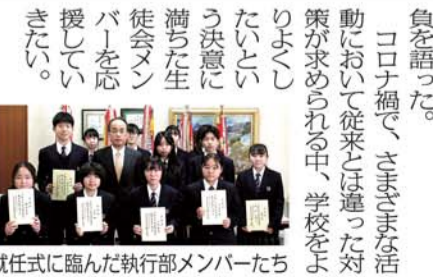 負を語った。
コロナ禍で、さまざまな活
動において従来とは違った対
策が求められる中、学校をよ
りよくし
たいとい
う決意に
満ちた生
徒会メン
バーを応
援してい
きたい。
就任式に臨んだ執行部メンバーたち